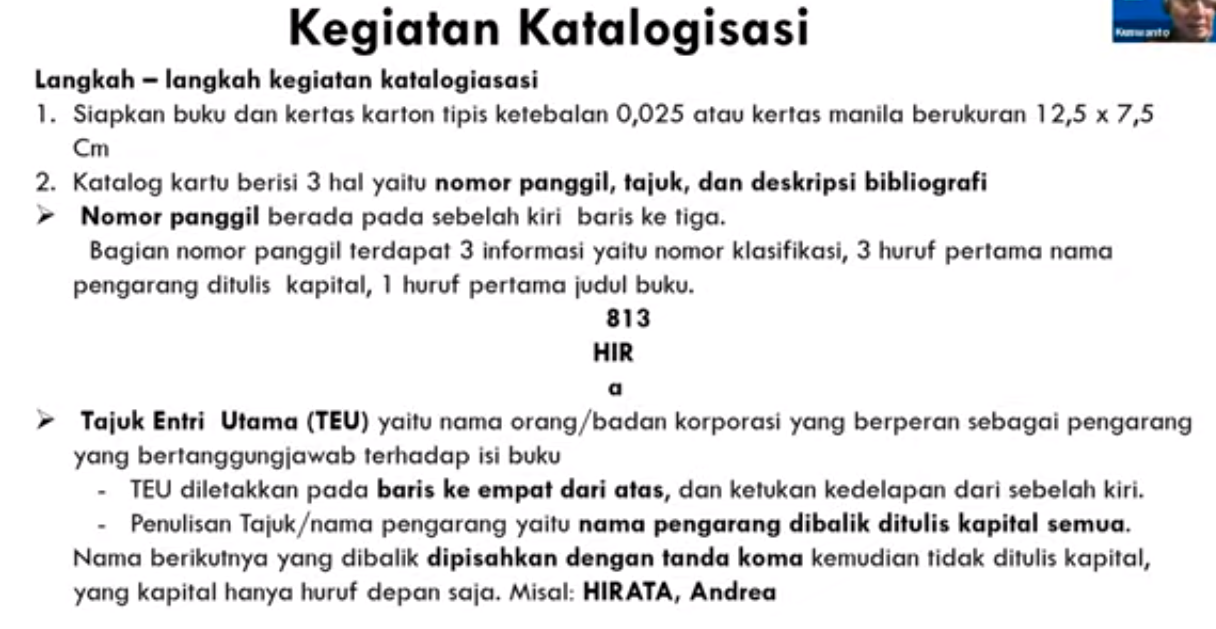 Kegiatan Katalogisasi
Langkah – langkah kegiatan katalogiasasi
1. Siapkan buku dan kertas karton tipis ketebalan 0,025 atau kertas manila berukuran 12,5 x 7,5
Cm
2. Katalog kartu berisi 3 hal yaitu nomor panggil, tajuk, dan deskripsi bibliografi
➢ Nomor panggil berada pada sebelah kiri baris ke tiga.
Bagian nomor panggil terdapat 3 informasi yaitu nomor klasifikasi, 3 huruf pertama nama
pengarang ditulis kapital, 1 huruf pertama judul buku.
813
HIR
a
➢ Tajuk Entri Utama (TEU) yaitu nama orang/badan korporasi yang berperan sebagai pengarang
yang bertanggungjawab terhadap isi buku
- TEU diletakkan pada baris ke empat dari atas, dan ketukan kedelapan dari sebelah kiri.
- Penulisan Tajuk/nama pengarang yaitu nama pengarang dibalik ditulis kapital semua.
Nama berikutnya yang dibalik dipisahkan dengan tanda koma kemudian tidak ditulis kapital,
yang kapital hanya huruf depan saja. Misal: HIRATA, Andrea